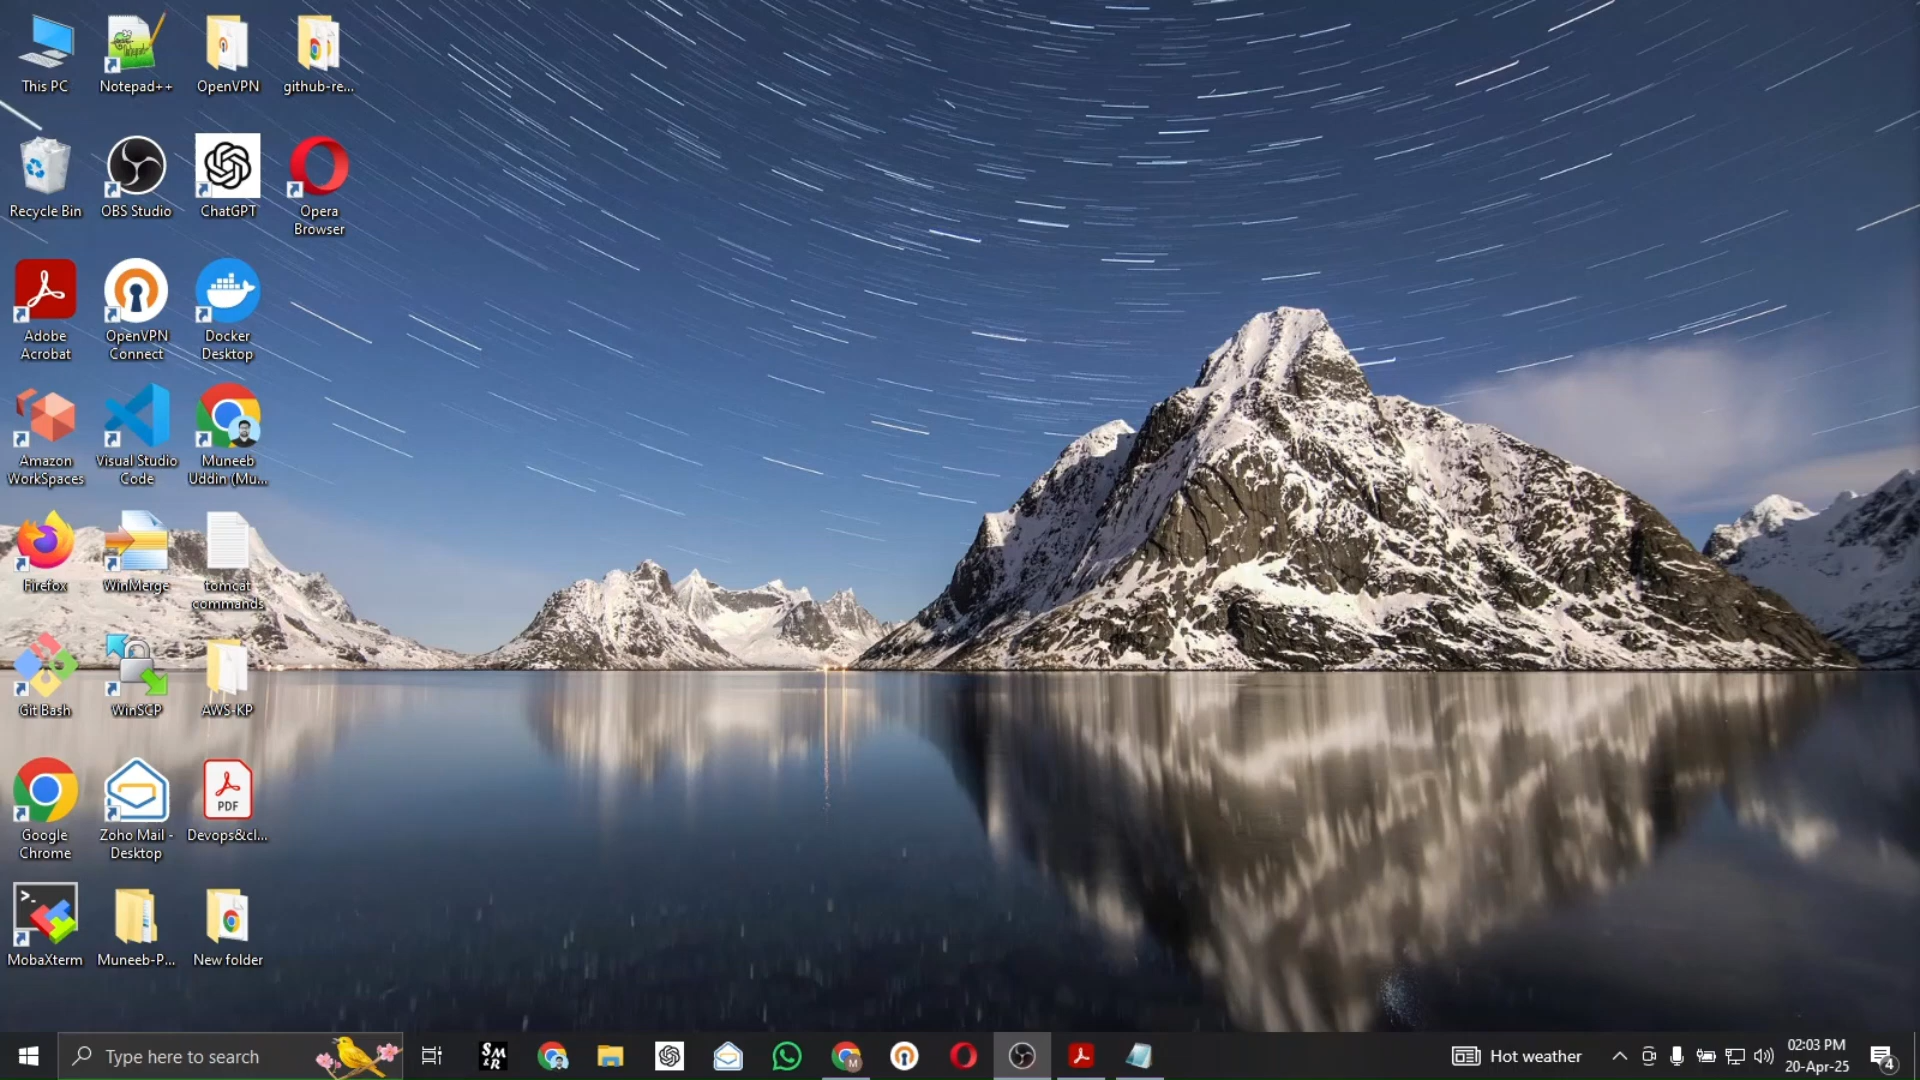 This PC
Notepad++
OpenVPN
github-re...
Recycle Bin
OBS Studio
ChatGPT
Opera
Browser
Adobe
Acrobat
OpenVPN
Connect
Docker
Desktop
Amazon
WorkSpaces
Visual Studio
Code
Muneeb
Uddin (Mu...
Firefox
WinMerge
tomcat
commands
Git Bash
WinSCP
AWS-KP
PDF
Google
Chrome
Zoho Mail -
Desktop
Devops&cl...
MobaXterm
Muneeb-P...
New folder
Type here to search
SM
&R
M
Hot weather
02:03 PM
20-Apr-25
4